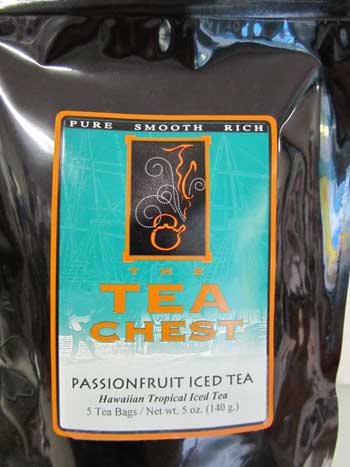 PURE SMOOTH RICH
THE
TEA
CHEST
PASSIONFRUIT ICED TEA
Hawaiian Tropical Iced Tea
5 Tea Bags / Net wt. 5 oz. (140 g.)